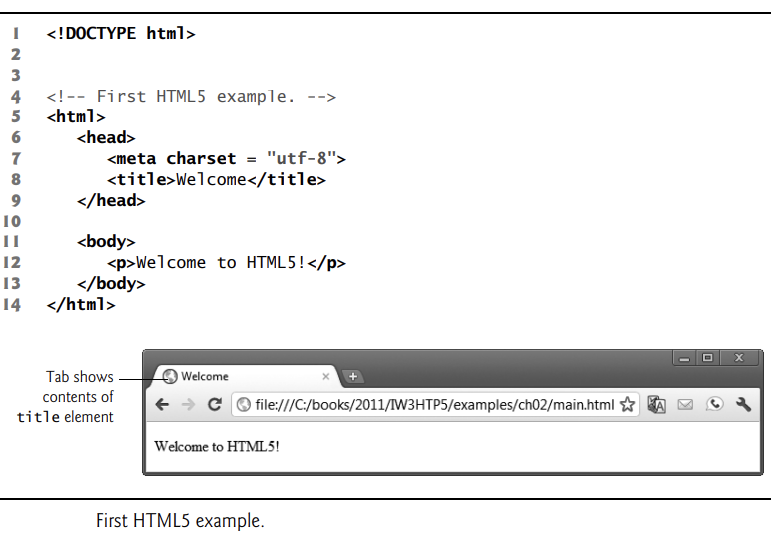 1 <!DOCTYPE html>
2
3
4 <!-- First HTML5 example. -->
5 <html>
6 <head>
7 <meta charset = "utf-8">
8 <title>Welcome</title>
9 </head>
10
11 <body>
12 <p>Welcome to HTML5!</p>
13 </body>
14 </html>
Tab shows
contents of
title element
Welcome
file:///C:/books/2011/IW3HTP5/examples/ch02/main.html
Welcome to HTML5!
First HTML5 example.